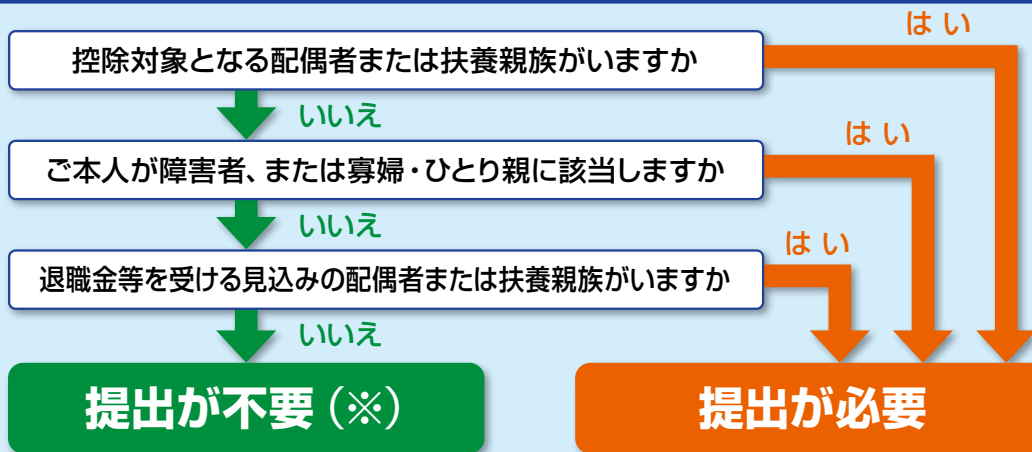 はい
控除対象となる配偶者または扶養親族がいますか
いいえ
はい
ご本人が障害者、または寡婦・ひとり親に該当しますか
いいえ
はい
退職金等を受ける見込みの配偶者または扶養親族がいますか
いいえ
提出が不要（※）
提出が必要